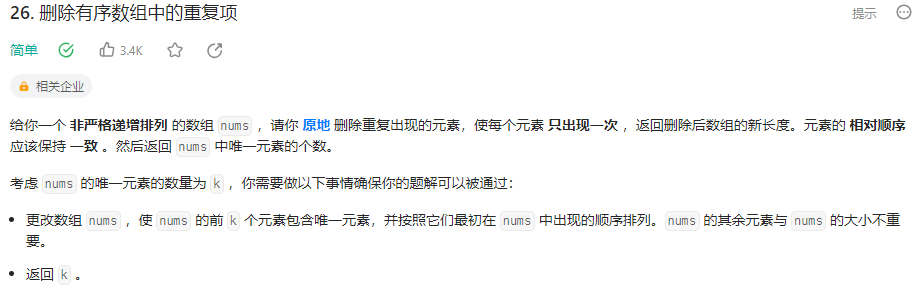 26. 删除有序数组中的重复项
提示
简单
3.4K
相关企业
给你一个 非严格递增排列 的数组 nums ，请你 原地 删除重复出现的元素，使每个元素 只出现一次 ，返回删除后数组的新长度。元素的 相对顺序
应该保持 一致 。然后返回 nums 中唯一元素的个数。
考虑 nums 的唯一元素的数量为 k ，你需要做以下事情确保你的题解可以被通过：
• 更改数组 nums ，使 nums 的前 k 个元素包含唯一元素，并按照它们最初在 nums 中出现的顺序排列。nums 的其余元素与 nums 的大小不重
要。
• 返回 k 。